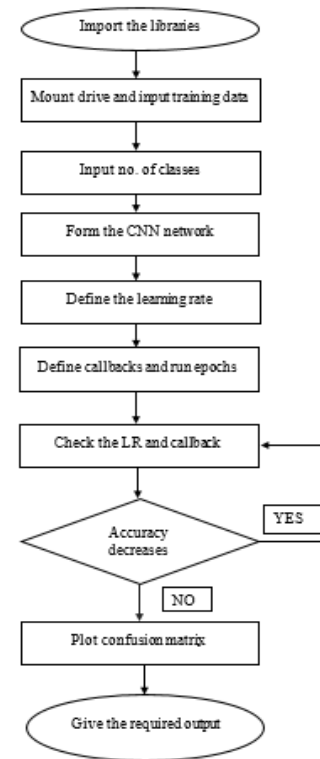 Import the libraries
Mount drive and input training data
Input no. of classes
Form the CNN network
Define the learning rate
Define callbacks and run epochs
Check the LR and callback
Accuracy
decreases
YES
NO
Plot confusion matrix
Give the required output